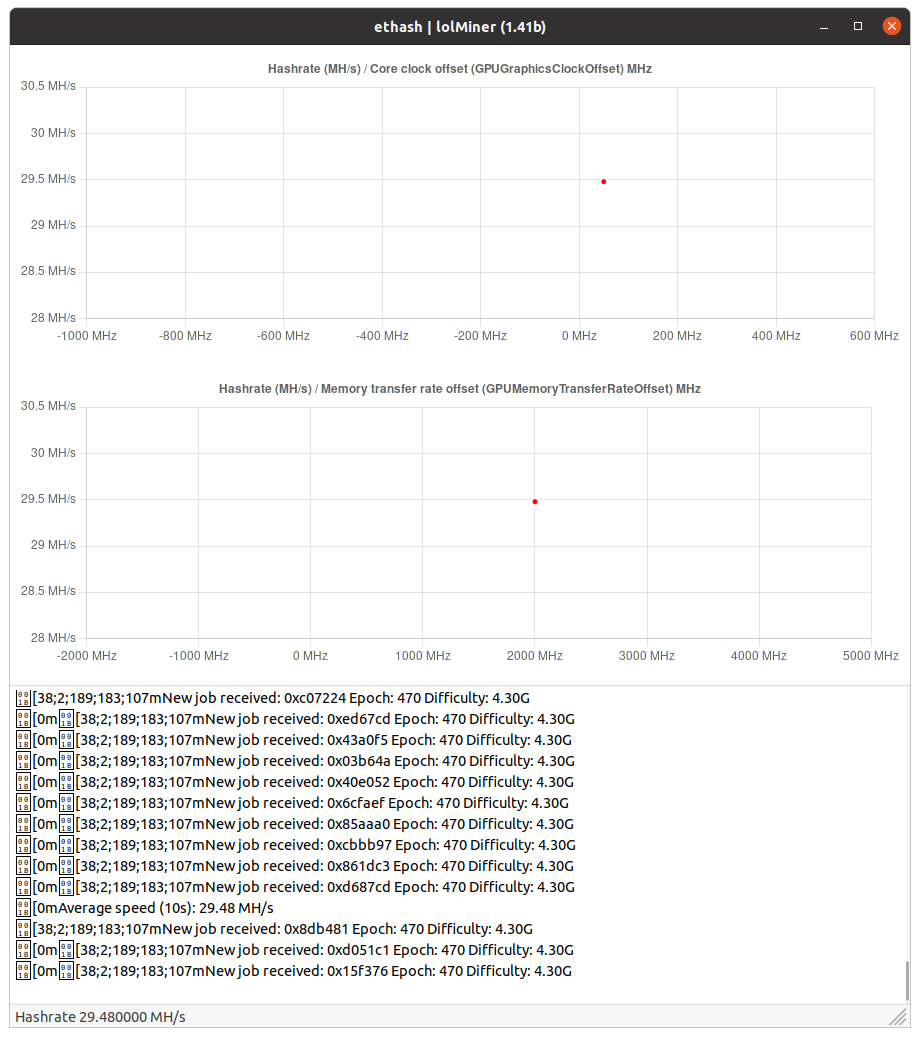 ethash | lolMiner (1.41b)
Hashrate (MH/s) / Core clock offset (GPUGraphicsClockOffset) MHz
30.5 MH/s
30 MH/s
29.5 MH/s
29 MH/s
28.5 MH/s
28 MH/s
-1000 MHz -800 MHz -600 MHz -400 MHz -200 MHz 0 MHz 200 MHz 400 MHz 600 MHz
Hashrate (MH/s) / Memory transfer rate offset (GPUMemoryTransferRateOffset) MHz
30.5 MH/s
30 MH/s
29.5 MH/s
29 MH/s
28.5 MH/s
28 MH/s
-2000 MHz -1000 MHz 0 MHz 1000 MHz 2000 MHz 3000 MHz 4000 MHz 5000 MHz
[38;2;189;183;107mNew job received: 0xc07224 Epoch: 470 Difficulty: 4.30G
[0m[38;2;189;183;107mNew job received: 0xed67cd Epoch: 470 Difficulty: 4.30G
[0m[38;2;189;183;107mNew job received: 0x43a0f5 Epoch: 470 Difficulty: 4.30G
[0m[38;2;189;183;107mNew job received: 0x03b64a Epoch: 470 Difficulty: 4.30G
[0m[38;2;189;183;107mNew job received: 0x40e052 Epoch: 470 Difficulty: 4.30G
[0m[38;2;189;183;107mNew job received: 0x6cfaef Epoch: 470 Difficulty: 4.30G
[0m[38;2;189;183;107mNew job received: 0x85aaa0 Epoch: 470 Difficulty: 4.30G
[0m[38;2;189;183;107mNew job received: 0xcbbb97 Epoch: 470 Difficulty: 4.30G
[0m[38;2;189;183;107mNew job received: 0x861dc3 Epoch: 470 Difficulty: 4.30G
[0m[38;2;189;183;107mNew job received: 0xd687cd Epoch: 470 Difficulty: 4.30G
[0mAverage speed (10s): 29.48 MH/s
[38;2;189;183;107mNew job received: 0x8db481 Epoch: 470 Difficulty: 4.30G
[0m[38;2;189;183;107mNew job received: 0xd051c1 Epoch: 470 Difficulty: 4.30G
[0m[38;2;189;183;107mNew job received: 0x15f376 Epoch: 470 Difficulty: 4.30G
Hashrate 29.480000 MH/s